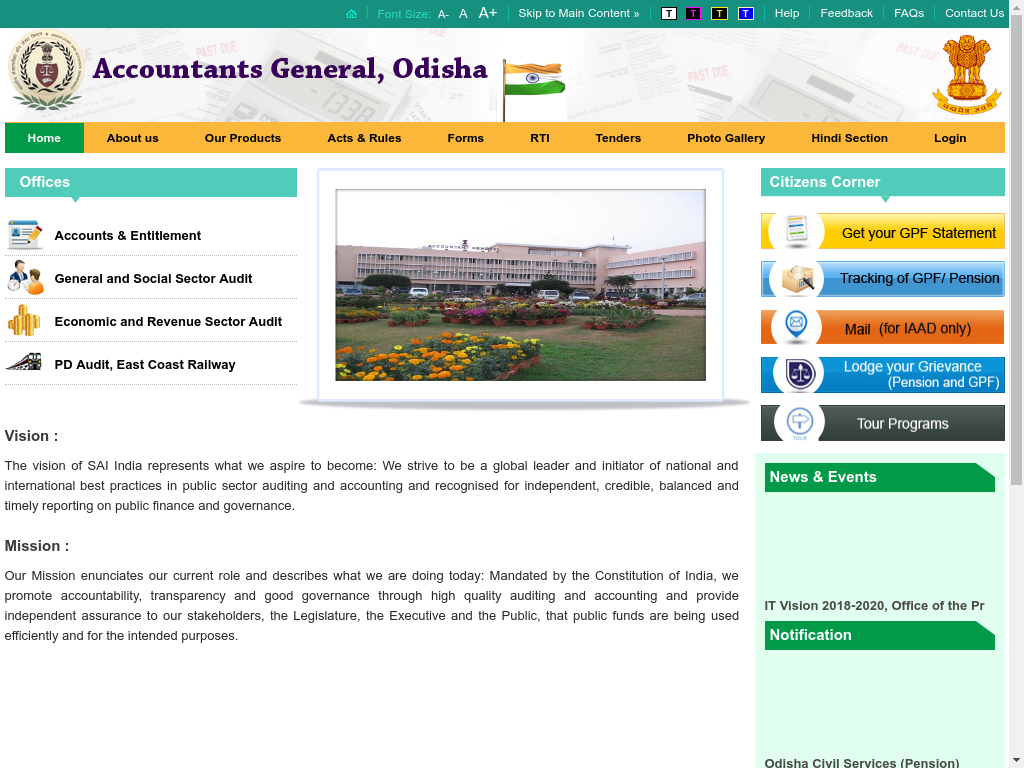 Font Size: A- A A+ Skip to Main Content » T T T T Help Feedback FAQs Contact Us
Accountants General, Odisha
Home About us Our Products Acts & Rules Forms RTI Tenders Photo Gallery Hindi Section Login
Offices
Accounts & Entitlement
General and Social Sector Audit
Economic and Revenue Sector Audit
PD Audit, East Coast Railway
Citizens Corner
Get your GPF Statement
Tracking of GPF/ Pension
Mail (for IAAD only)
Lodge your Grievance
(Pension and GPF)
TOUR
Tour Programs
Vision :
The vision of SAI India represents what we aspire to become: We strive to be a global leader and initiator of national and
international best practices in public sector auditing and accounting and recognised for independent, credible, balanced and
timely reporting on public finance and governance.
Mission :
Our Mission enunciates our current role and describes what we are doing today: Mandated by the Constitution of India, we
promote accountability, transparency and good governance through high quality auditing and accounting and provide
independent assurance to our stakeholders, the Legislature, the Executive and the Public, that public funds are being used
efficiently and for the intended purposes.
News & Events
IT Vision 2018-2020, Office of the Pr
Notification
Odisha Civil Services (Pension)